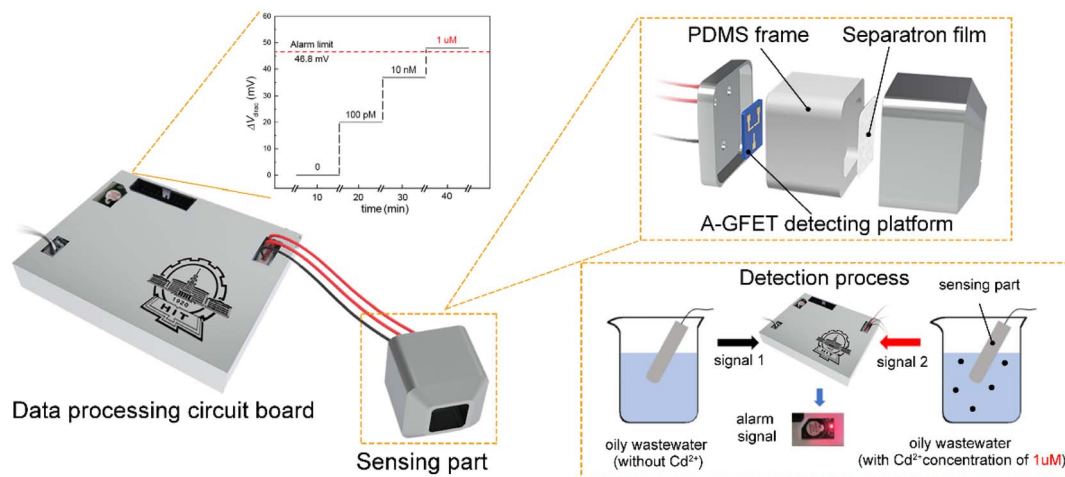 60
50
40
30
20
10
0
ΔV_dirac (mV)
Alarm limit
46.8 mV
1 uM
10 nM
100 pM
0
10
20
30
40
time (min)
1920
HIT
Data processing circuit board
Sensing part
PDMS frame
Separatron film
A-GFET detecting platform
Detection process
sensing part
signal 1
signal 2
alarm
signal
oily wastewater
(without Cd²⁺)
oily wastewater
(with Cd²⁺concentration of 1uM)